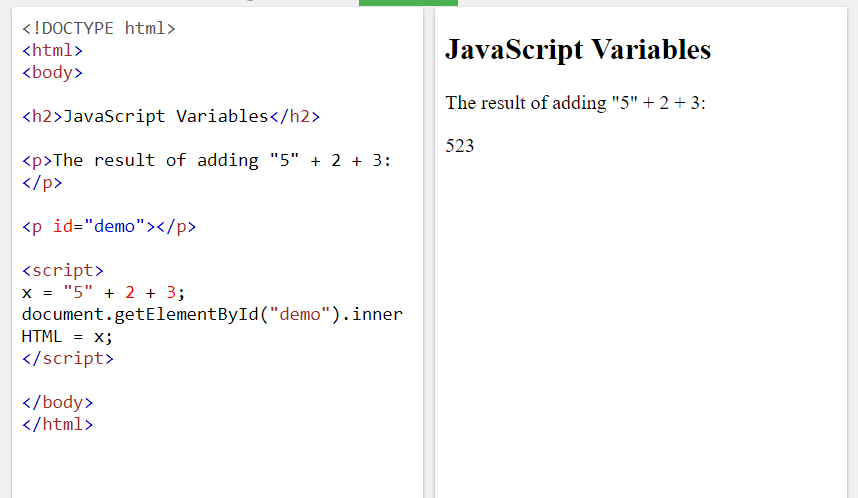 <!DOCTYPE html>
<html>
<body>
<h2>JavaScript Variables</h2>
<p>The result of adding "5" + 2 + 3:
</p>
<p id="demo"></p>
<script>
x = "5" + 2 + 3;
document.getElementById("demo").inner
HTML = x;
</script>
</body>
</html>
JavaScript Variables
The result of adding "5" + 2 + 3:
523